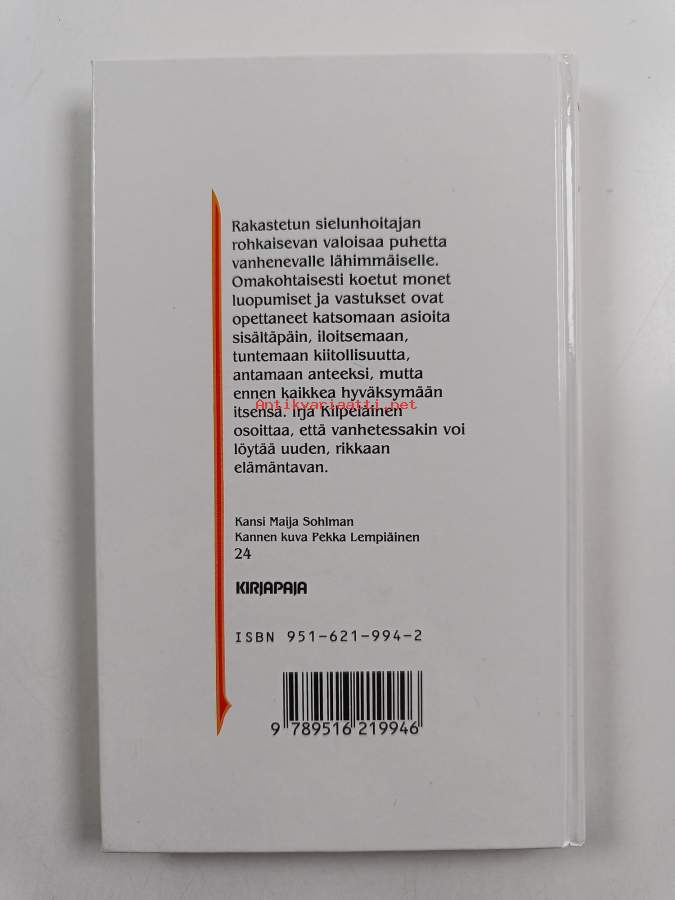 Rakastetun sielunhoitajan
rohkaisevan valoisaa puhetta
vanhenevalle lähimmäiselle.
Omakohtaisesti koetut monet
luopumiset ja vastukset ovat
opettaneet katsomaan asioita
sisältäpäin, iloitsemaan,
tuntemaan kiitollisuutta,
antamaan anteeksi, mutta
ennen kaikkea hyväksymään
Antikvariaatti.net
itsensä. Irja Kilpeläinen
osoittaa, että vanhetessakin voi
löytää uuden, rikkaan
elämäntavan.
Kansi Maija Sohlman
Kannen kuva Pekka Lempiäinen
24
KIRJAPAJA
ISBN 951-621-994-2
9 789516 219946